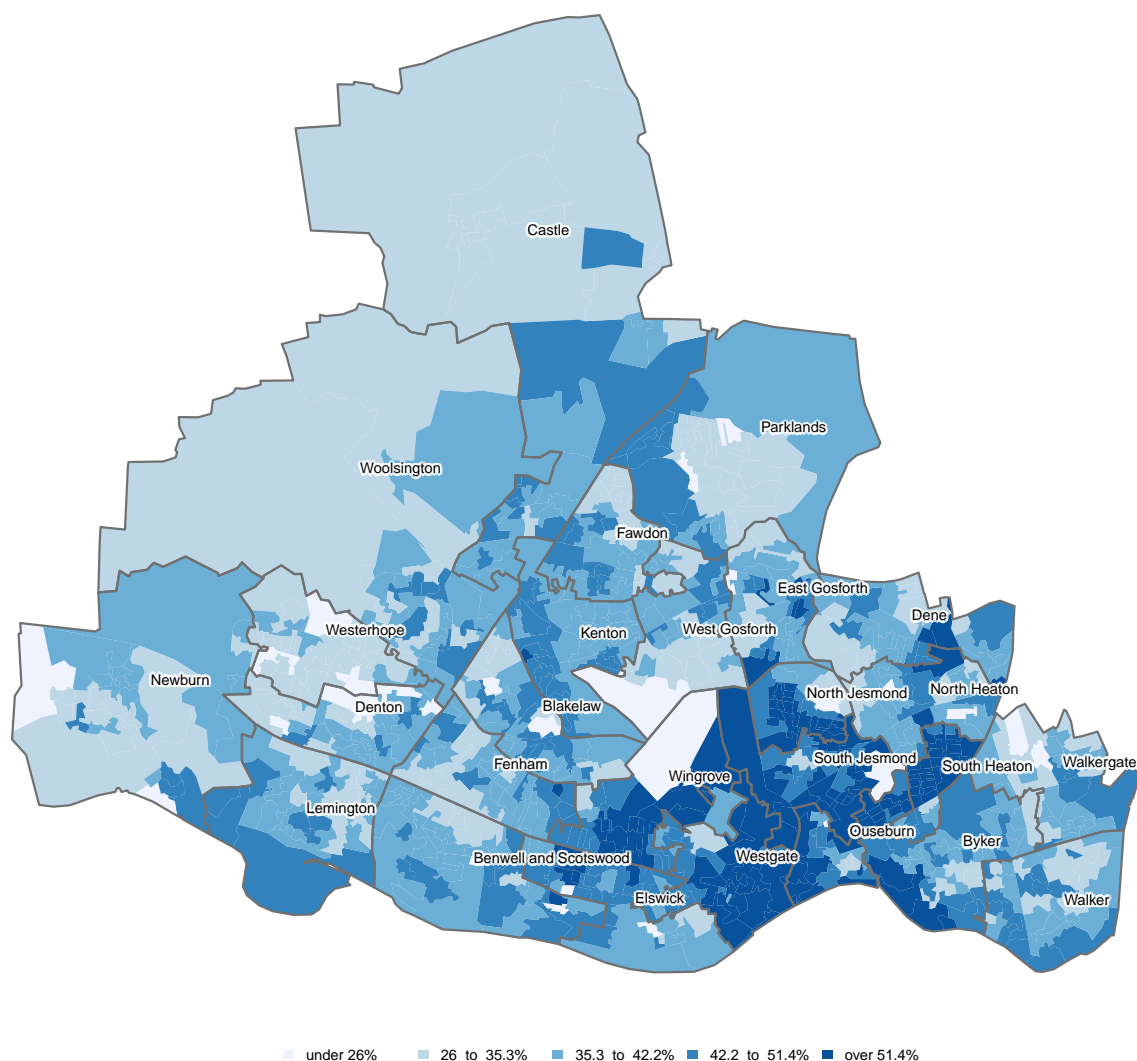 Castle
Parklands
Woolsington
Fawdon
East Gosforth
Dene
Westerhope
Kenton
West Gosforth
Newburn
North Jesmond
North Heaton
Denton
Blakelaw
Fenham
South Jesmond
South Heaton
Walkergate
Wingrove
Lemington
Ouseburn
Byker
Benwell and Scotswood
Westgate
Elswick
Walker
under 26% 26 to 35.3% 35.3 to 42.2% 42.2 to 51.4% over 51.4%